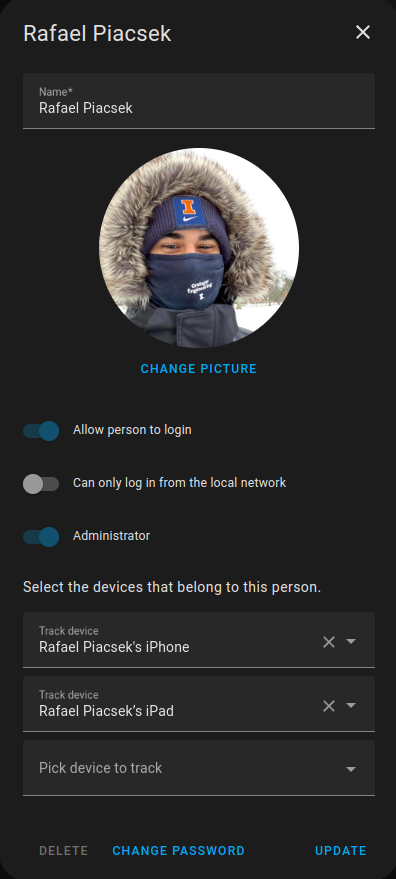 Rafael Piacsek
Name*
Rafael Piacsek
I
Grainger
Engineering
I
CHANGE PICTURE
Allow person to login
Can only log in from the local network
Administrator
Select the devices that belong to this person.
Track device
Rafael Piacsek's iPhone
Track device
Rafael Piacsek’s iPad
Pick device to track
DELETE CHANGE PASSWORD UPDATE